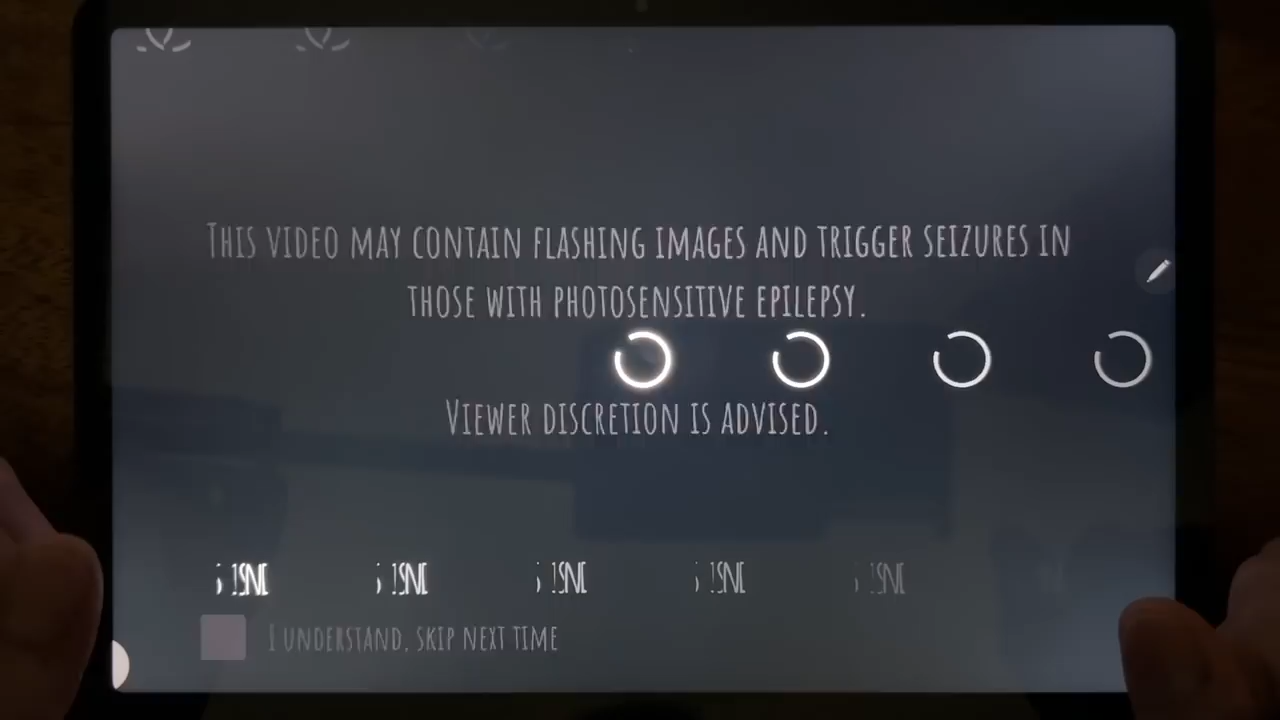 This video may contain flashing images and trigger seizures in
those with photosensitive epilepsy.
Viewer discretion is advised.
I understand, skip next time